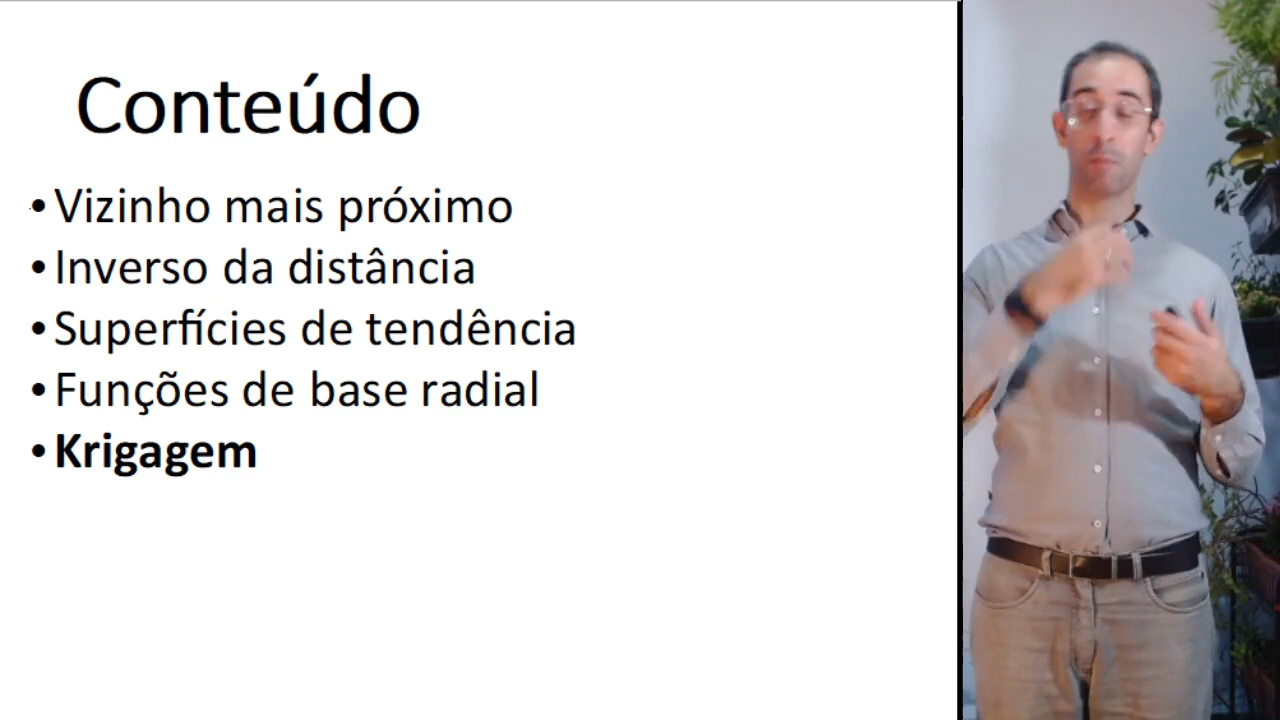 Conteúdo
• Vizinho mais próximo
• Inverso da distância
• Superfícies de tendência
• Funções de base radial
• Krigagem